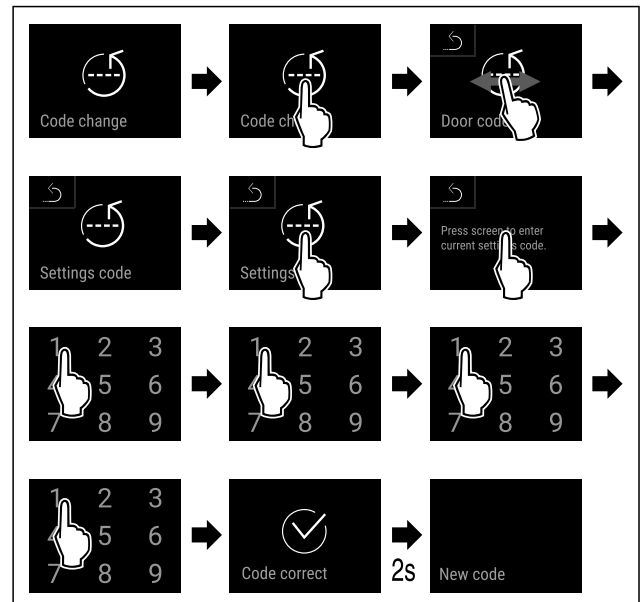 Code change
Code ch
Door code
Settings code
Settings
Press screen to enter
current settings code.
1 2 3
4 5 6
7 8 9
1 2 3
4 5 6
7 8 9
1 2 3
4 5 6
7 8 9
1 2 3
4 5 6
7 8 9
Code correct
2s
New code